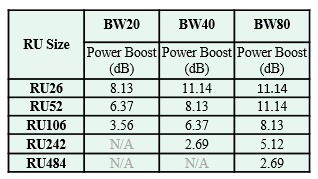 RU Size BW20 BW40 BW80
Power Boost (dB) Power Boost (dB) Power Boost (dB)
RU26 8.13 11.14 11.14
RU52 6.37 8.13 11.14
RU106 3.56 6.37 8.13
RU242 N/A 2.69 5.12
RU484 N/A N/A 2.69